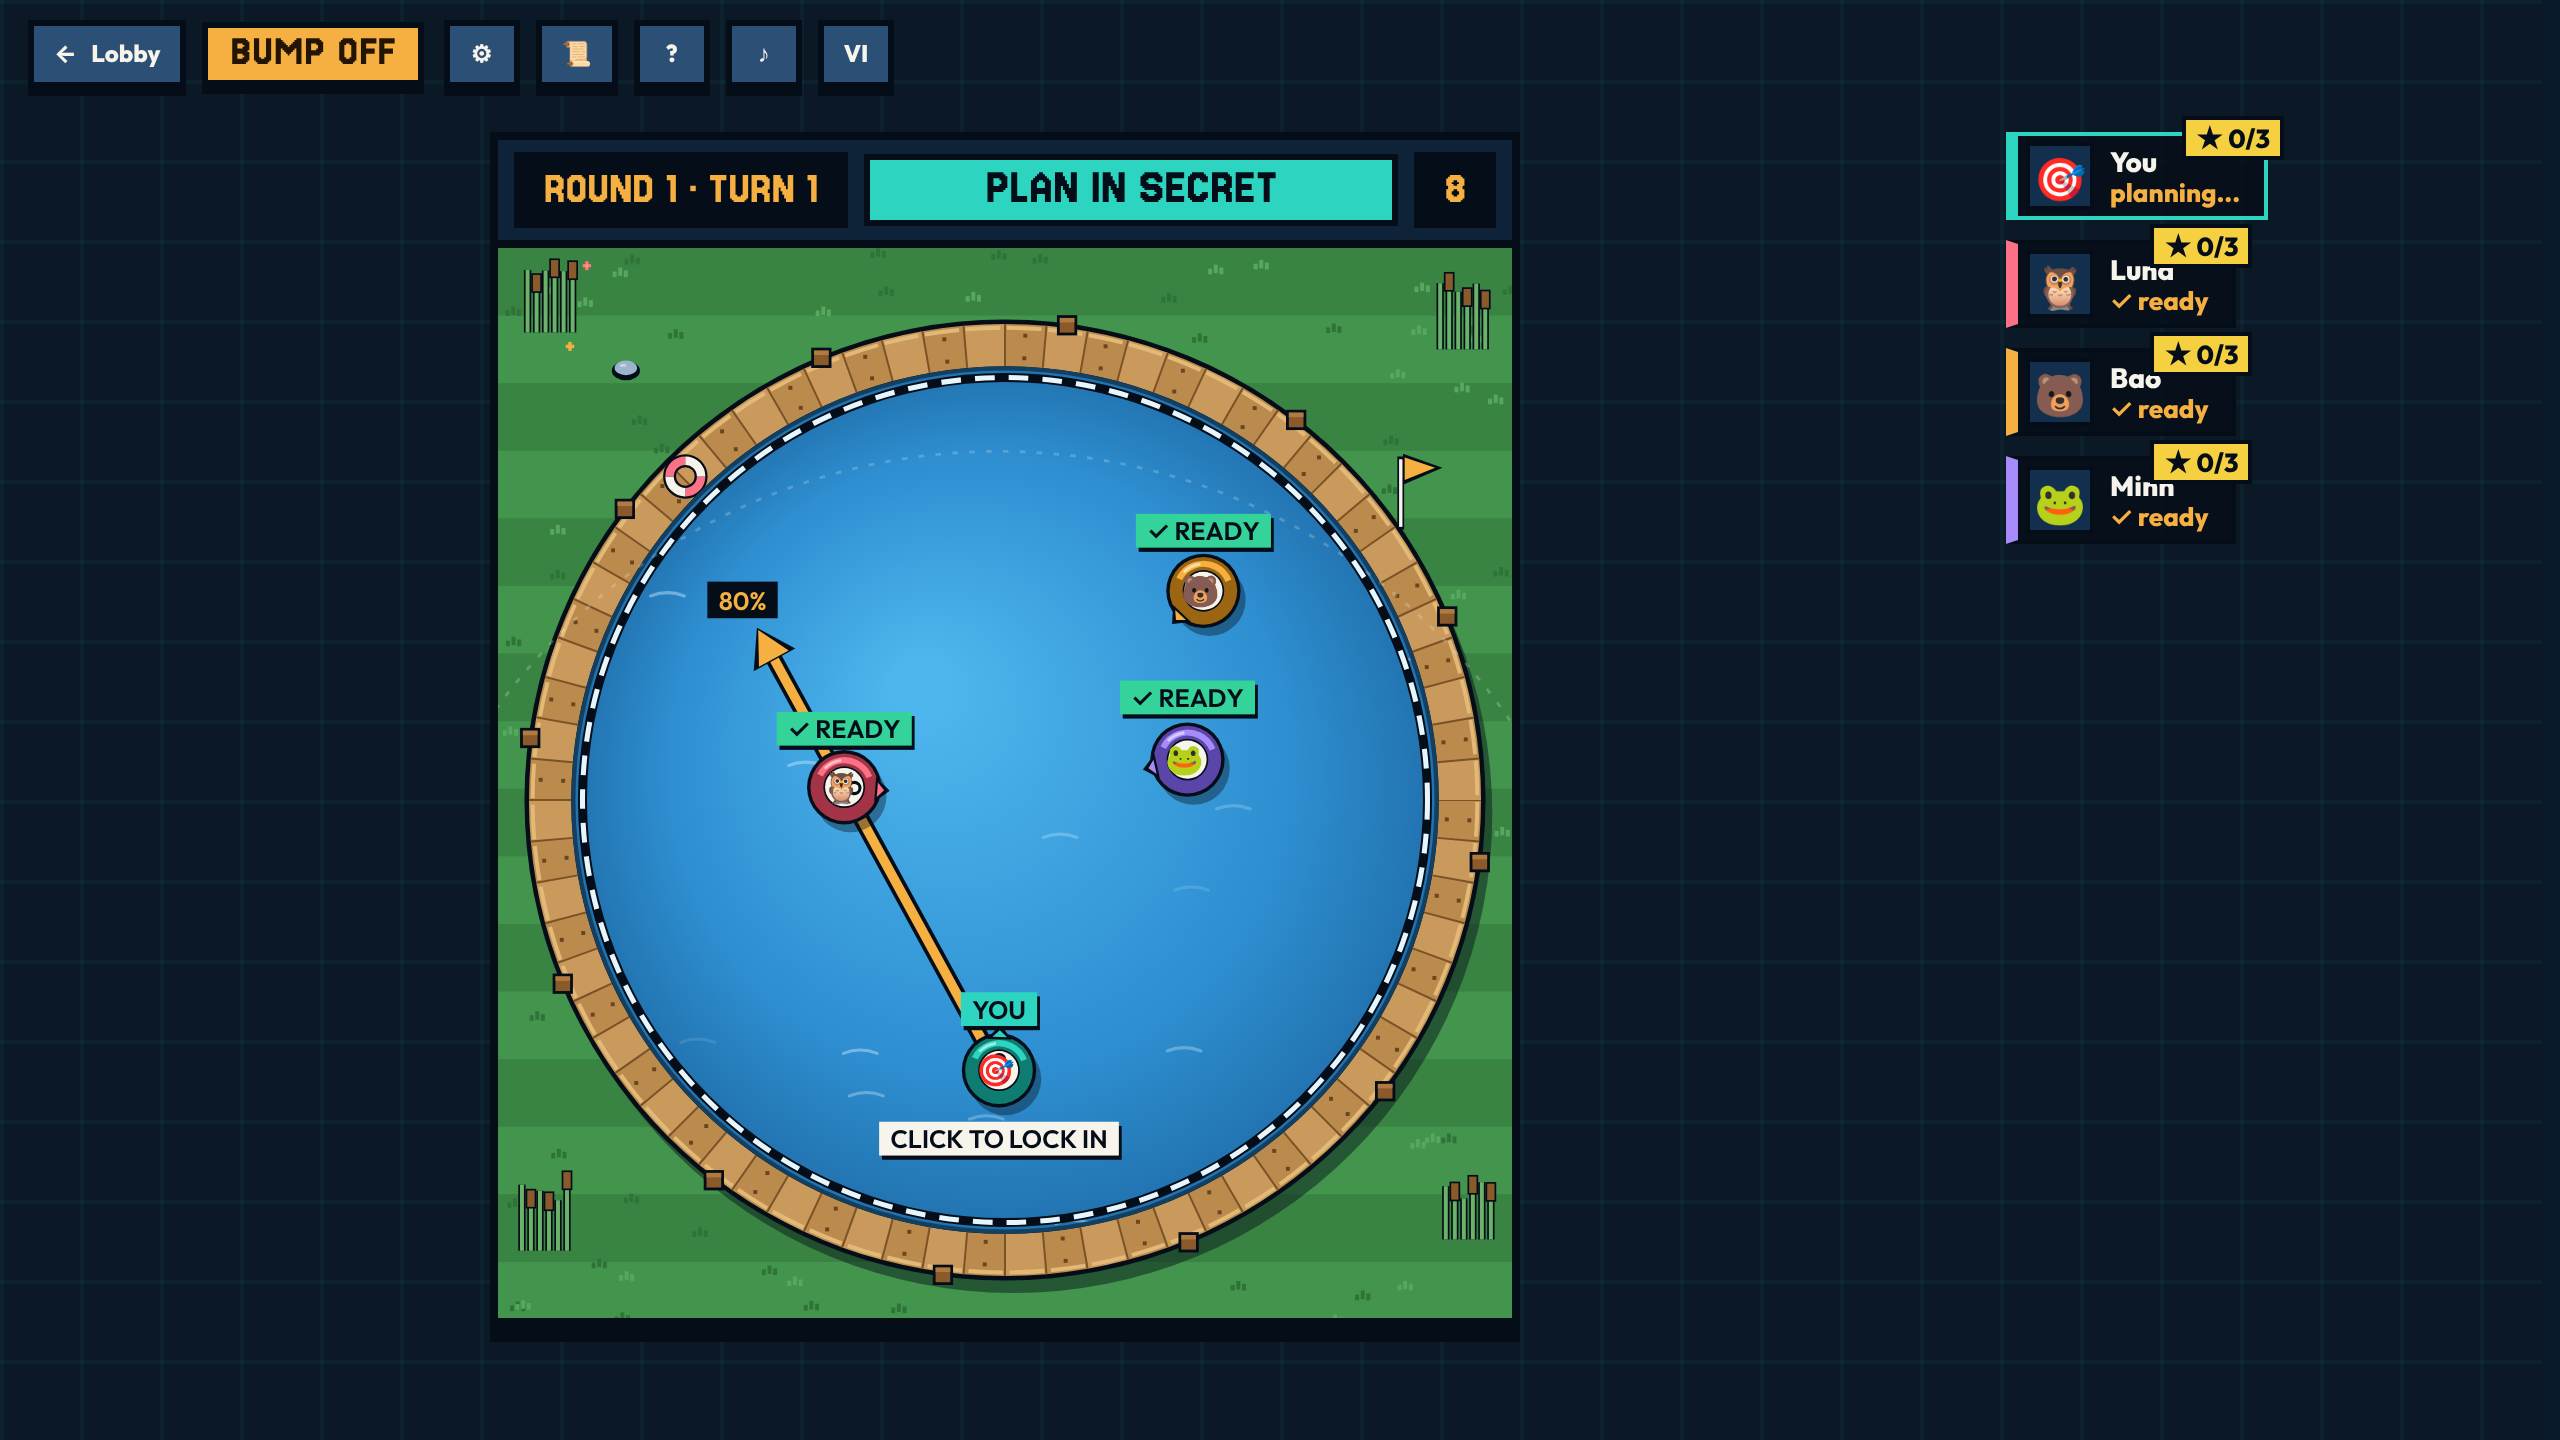 ← Lobby
BUMP OFF
?
♪
VI
ROUND 1 · TURN 1
PLAN IN SECRET
8
★ 0/3
You
planning...
★ 0/3
Luna
✓ ready
★ 0/3
Bao
✓ ready
★ 0/3
Minh
✓ ready
✓ READY
80%
✓ READY
✓ READY
YOU
CLICK TO LOCK IN